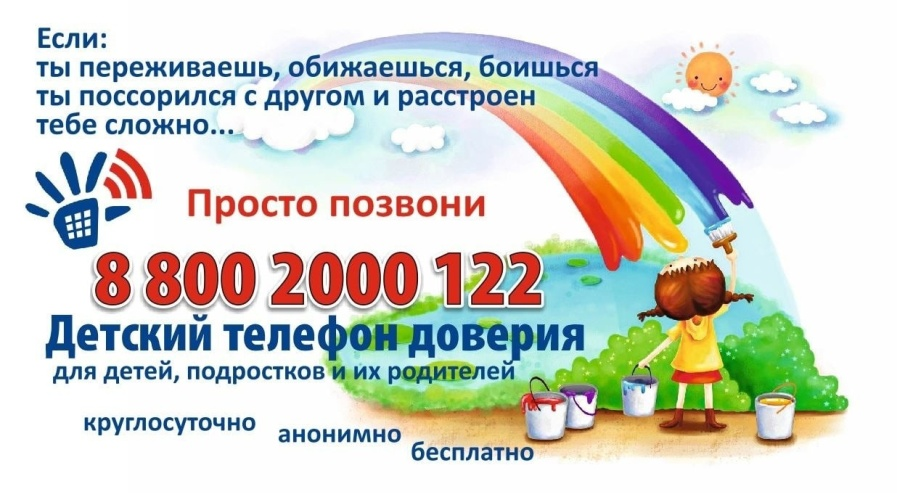 Если:
ты переживаешь, обижаешься, боишься
ты поссорился с другом и расстроен
тебе сложно...
Просто позвони
8 800 2000 122
Детский телефон доверия
для детей, подростков и их родителей
круглосуточно
анонимно
бесплатно